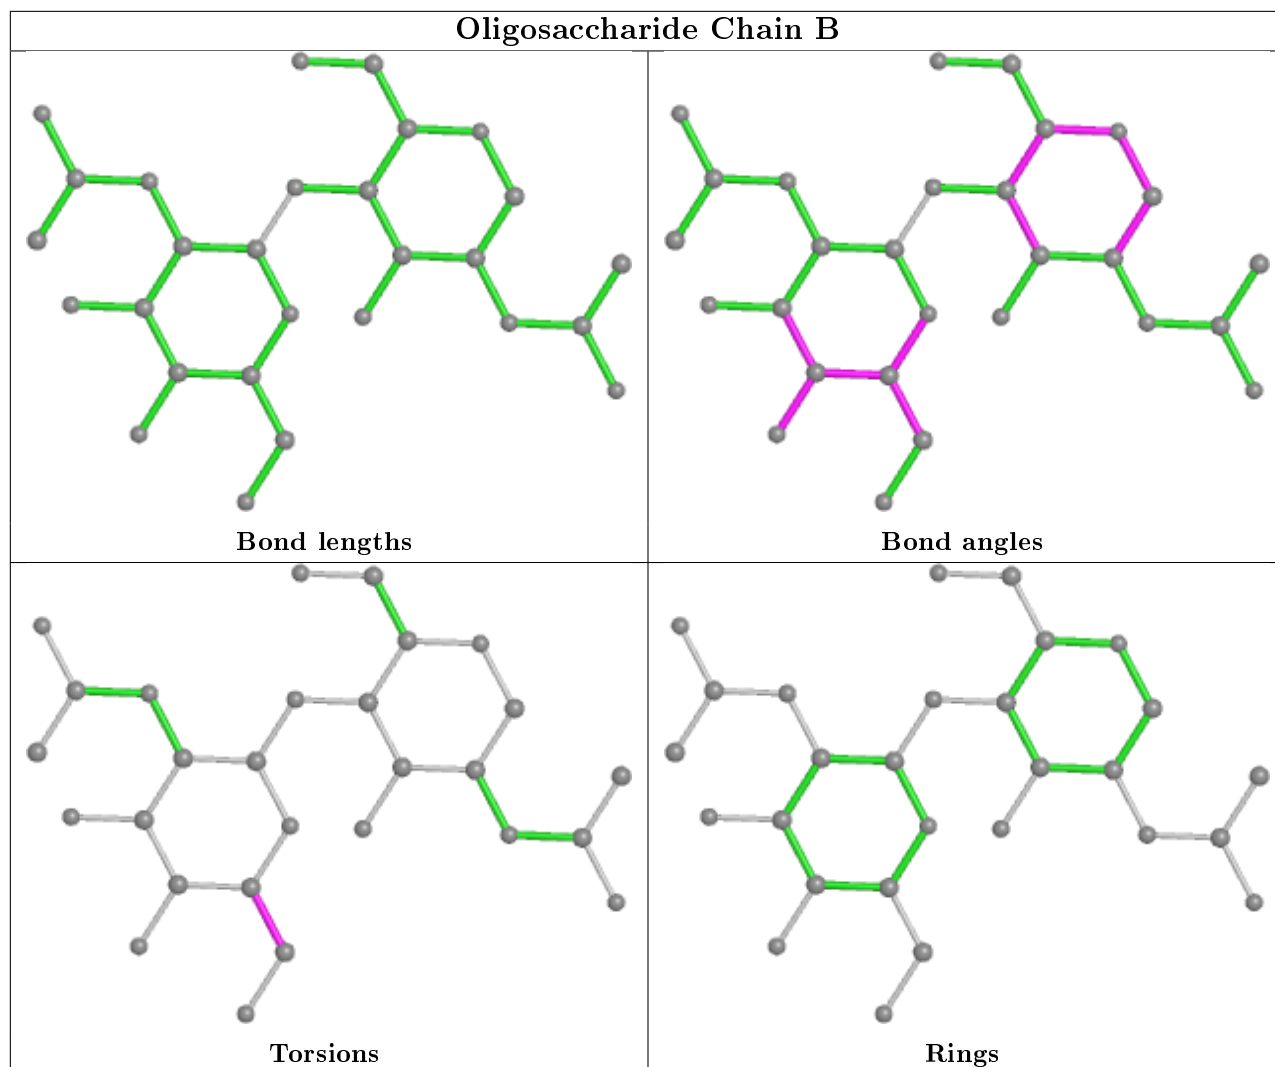 Oligosaccharide Chain B
Bond lengths
Bond angles
Torsions
Rings